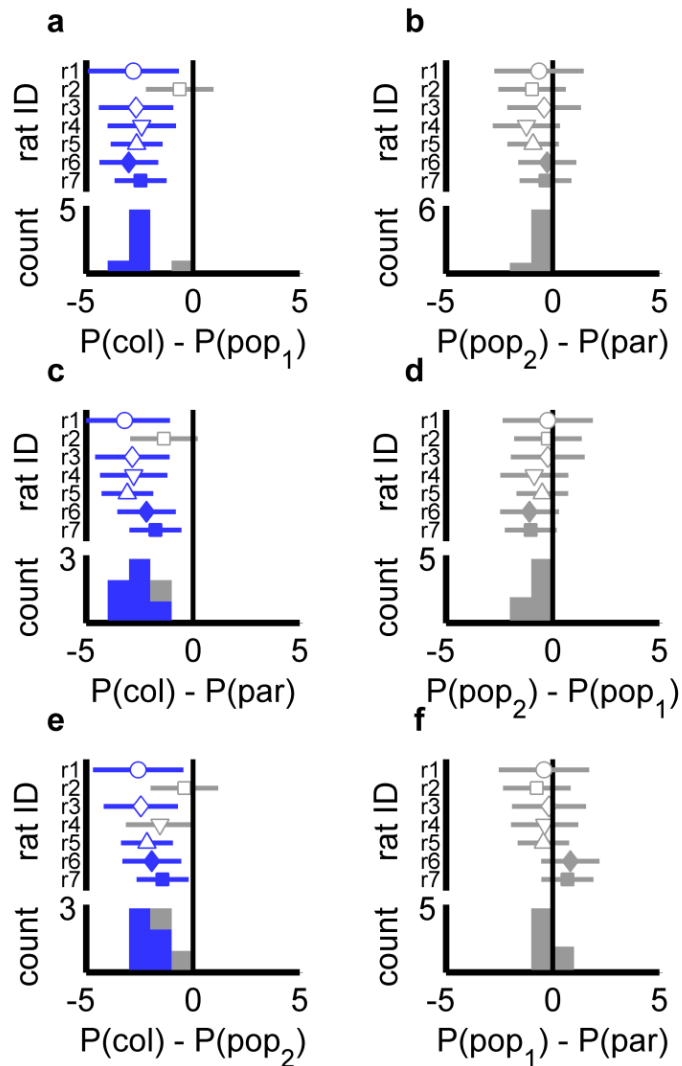 a
rat ID
r1
r2
r3
r4
r5
r6
r7
count
5
-5 0 5
P(col) - P(pop1)
b
rat ID
r1
r2
r3
r4
r5
r6
r7
count
6
-5 0 5
P(pop2) - P(par)
c
rat ID
r1
r2
r3
r4
r5
r6
r7
count
3
-5 0 5
P(col) - P(par)
d
rat ID
r1
r2
r3
r4
r5
r6
r7
count
5
-5 0 5
P(pop2) - P(pop1)
e
rat ID
r1
r2
r3
r4
r5
r6
r7
count
3
-5 0 5
P(col) - P(pop2)
f
rat ID
r1
r2
r3
r4
r5
r6
r7
count
5
-5 0 5
P(pop1) - P(par)